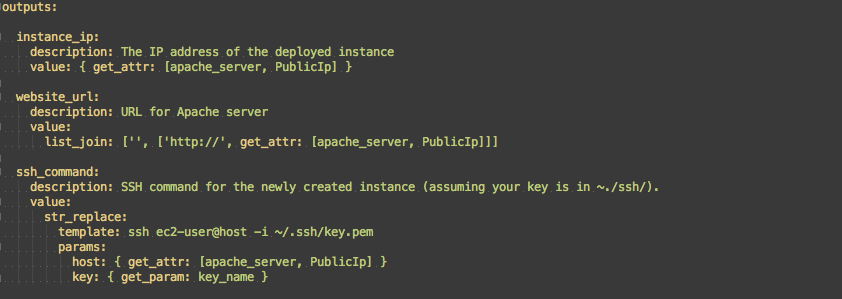 outputs:
instance_ip:
description: The IP address of the deployed instance
value: { get_attr: [apache_server, PublicIp] }
website_url:
description: URL for Apache server
value:
list_join: ['', ['http://', get_attr: [apache_server, PublicIp]]]
ssh_command:
description: SSH command for the newly created instance (assuming your key is in ~./ssh/).
value:
str_replace:
template: ssh ec2-user@host -i ~/.ssh/key.pem
params:
host: { get_attr: [apache_server, PublicIp] }
key: { get_param: key_name }